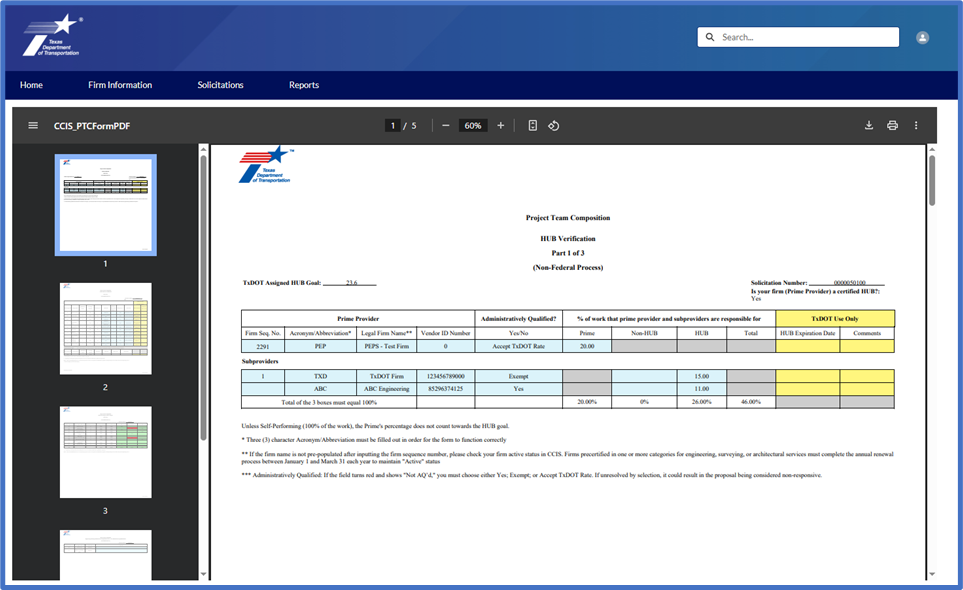 Texas
Department
of Transportation
Search...
Home Firm Information Solicitations Reports
CCIS_PTCFormPDF 1 / 5 60%
1
2
3
Texas
Department
of Transportation
Project Team Composition
HUB Verification
Part 1 of 3
(Non-Federal Process)
TxDOT Assigned HUB Goal: 23.6 Solicitation Number: 0000050100
Is your firm (Prime Provider) a certified HUB?:
Yes
Prime Provider Administratively Qualified? % of work that prime provider and subproviders are responsible for TxDOT Use Only
Firm Seq. No. Acronym/Abbreviation* Legal Firm Name** Vendor ID Number Yes/No Prime Non-HUB HUB Total HUB Expiration Date Comments
2291 PEP PEPS - Test Firm 0 Accept TxDOT Rate 20.00
Subproviders
1 TXD TxDOT Firm 123456789000 Exempt 15.00
ABC ABC Engineering 85296374125 Yes 11.00
Total of the 3 boxes must equal 100% 20.00% 0% 26.00% 46.00%
Unless Self-Performing (100% of the work), the Prime's percentage does not count towards the HUB goal.
* Three (3) character Acronym/Abbreviation must be filled out in order for the form to function correctly
** If the firm name is not pre-populated after inputting the firm sequence number, please check your firm active status in CCIS. Firms precertified in one or more categories for engineering, surveying, or architectural services must complete the annual renewal
process between January 1 and March 31 each year to maintain "Active" status
*** Administratively Qualified: If the field turns red and shows "Not AQ'd," you must choose either Yes; Exempt; or Accept TxDOT Rate. If unresolved by selection, it could result in the proposal being considered non-responsive.